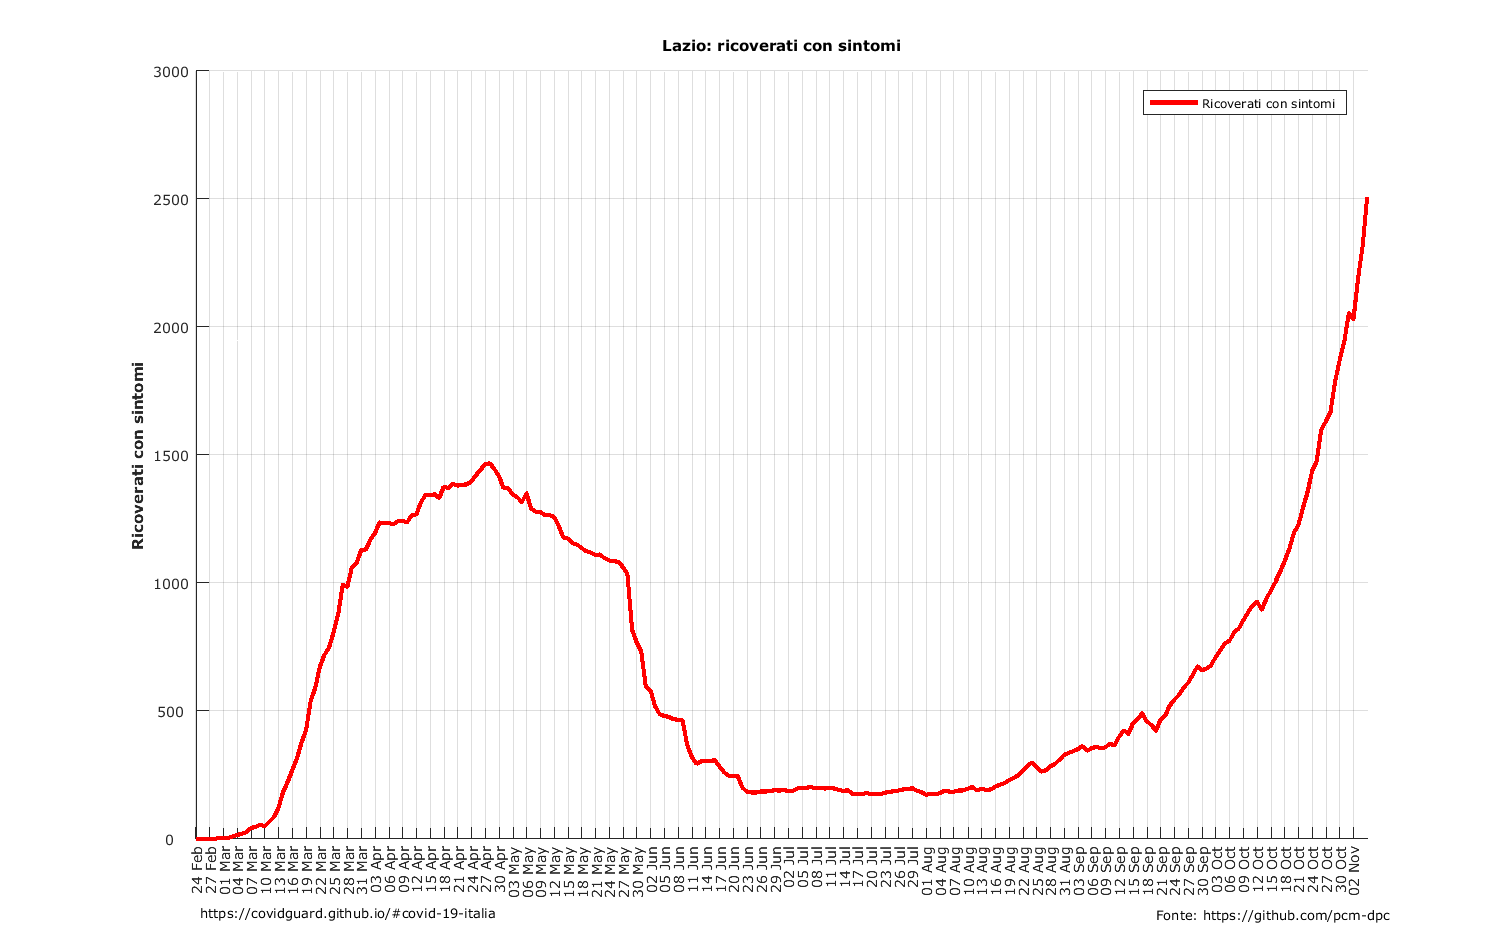 Lazio: ricoverati con sintomi
Ricoverati con sintomi
Ricoverati con sintomi
3000
2500
2000
1500
1000
500
0
24 Feb
27 Feb
01 Mar
04 Mar
07 Mar
10 Mar
13 Mar
16 Mar
19 Mar
22 Mar
25 Mar
28 Mar
31 Mar
03 Apr
06 Apr
09 Apr
12 Apr
15 Apr
18 Apr
21 Apr
24 Apr
27 Apr
30 Apr
03 May
06 May
09 May
12 May
15 May
18 May
21 May
24 May
27 May
30 May
02 Jun
05 Jun
08 Jun
11 Jun
14 Jun
17 Jun
20 Jun
23 Jun
26 Jun
29 Jun
02 Jul
05 Jul
08 Jul
11 Jul
14 Jul
17 Jul
20 Jul
23 Jul
26 Jul
29 Jul
01 Aug
04 Aug
07 Aug
10 Aug
13 Aug
16 Aug
19 Aug
22 Aug
25 Aug
28 Aug
31 Aug
03 Sep
06 Sep
09 Sep
12 Sep
15 Sep
18 Sep
21 Sep
24 Sep
27 Sep
30 Sep
03 Oct
06 Oct
09 Oct
12 Oct
15 Oct
18 Oct
21 Oct
24 Oct
27 Oct
30 Oct
02 Nov
https://covidguard.github.io/#covid-19-italia
Fonte: https://github.com/pcm-dpc